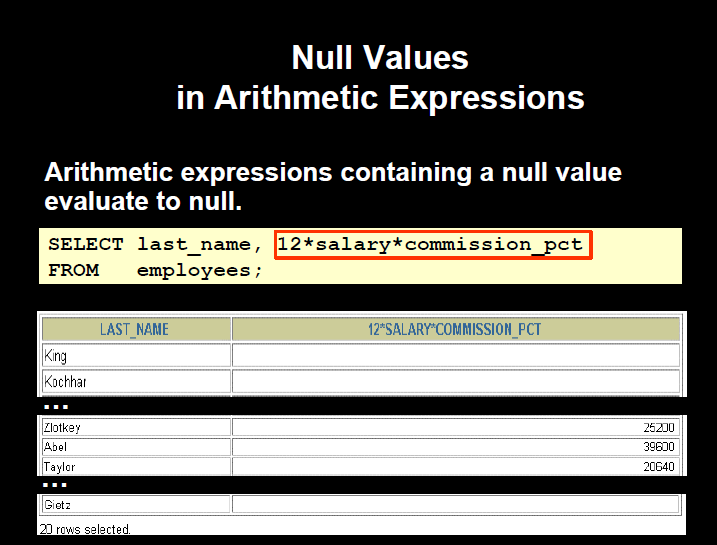 Null Values
in Arithmetic Expressions
Arithmetic expressions containing a null value
evaluate to null.
SELECT last_name, 12*salary*commission_pct
FROM employees;
LAST_NAME 12*SALARY*COMMISSION_PCT
King
Kochhar
...
Zlotkey 25200
Abel 39600
Taylor 20640
...
Gietz
20 rows selected.